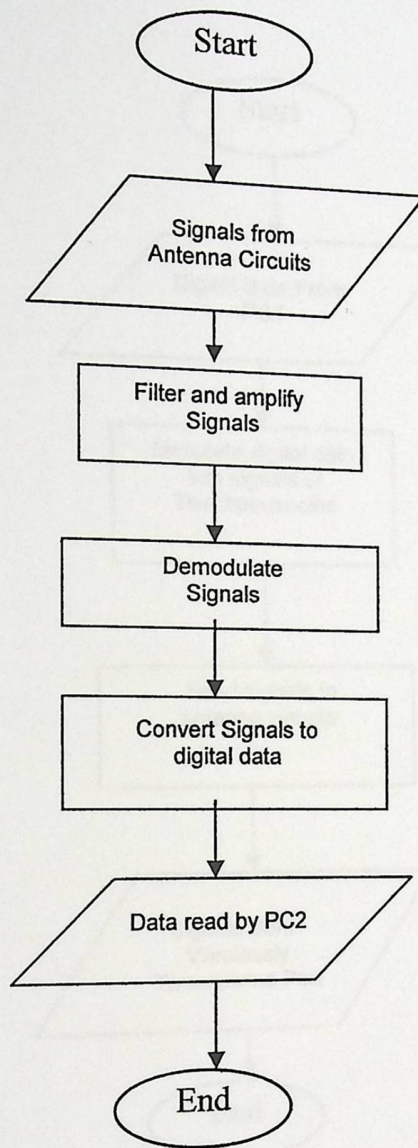 Start
Signals from
Antenna Circuits
Filter and amplify
Signals
Demodulate
Signals
Convert Signals to
digital data
Data read by PC2
End